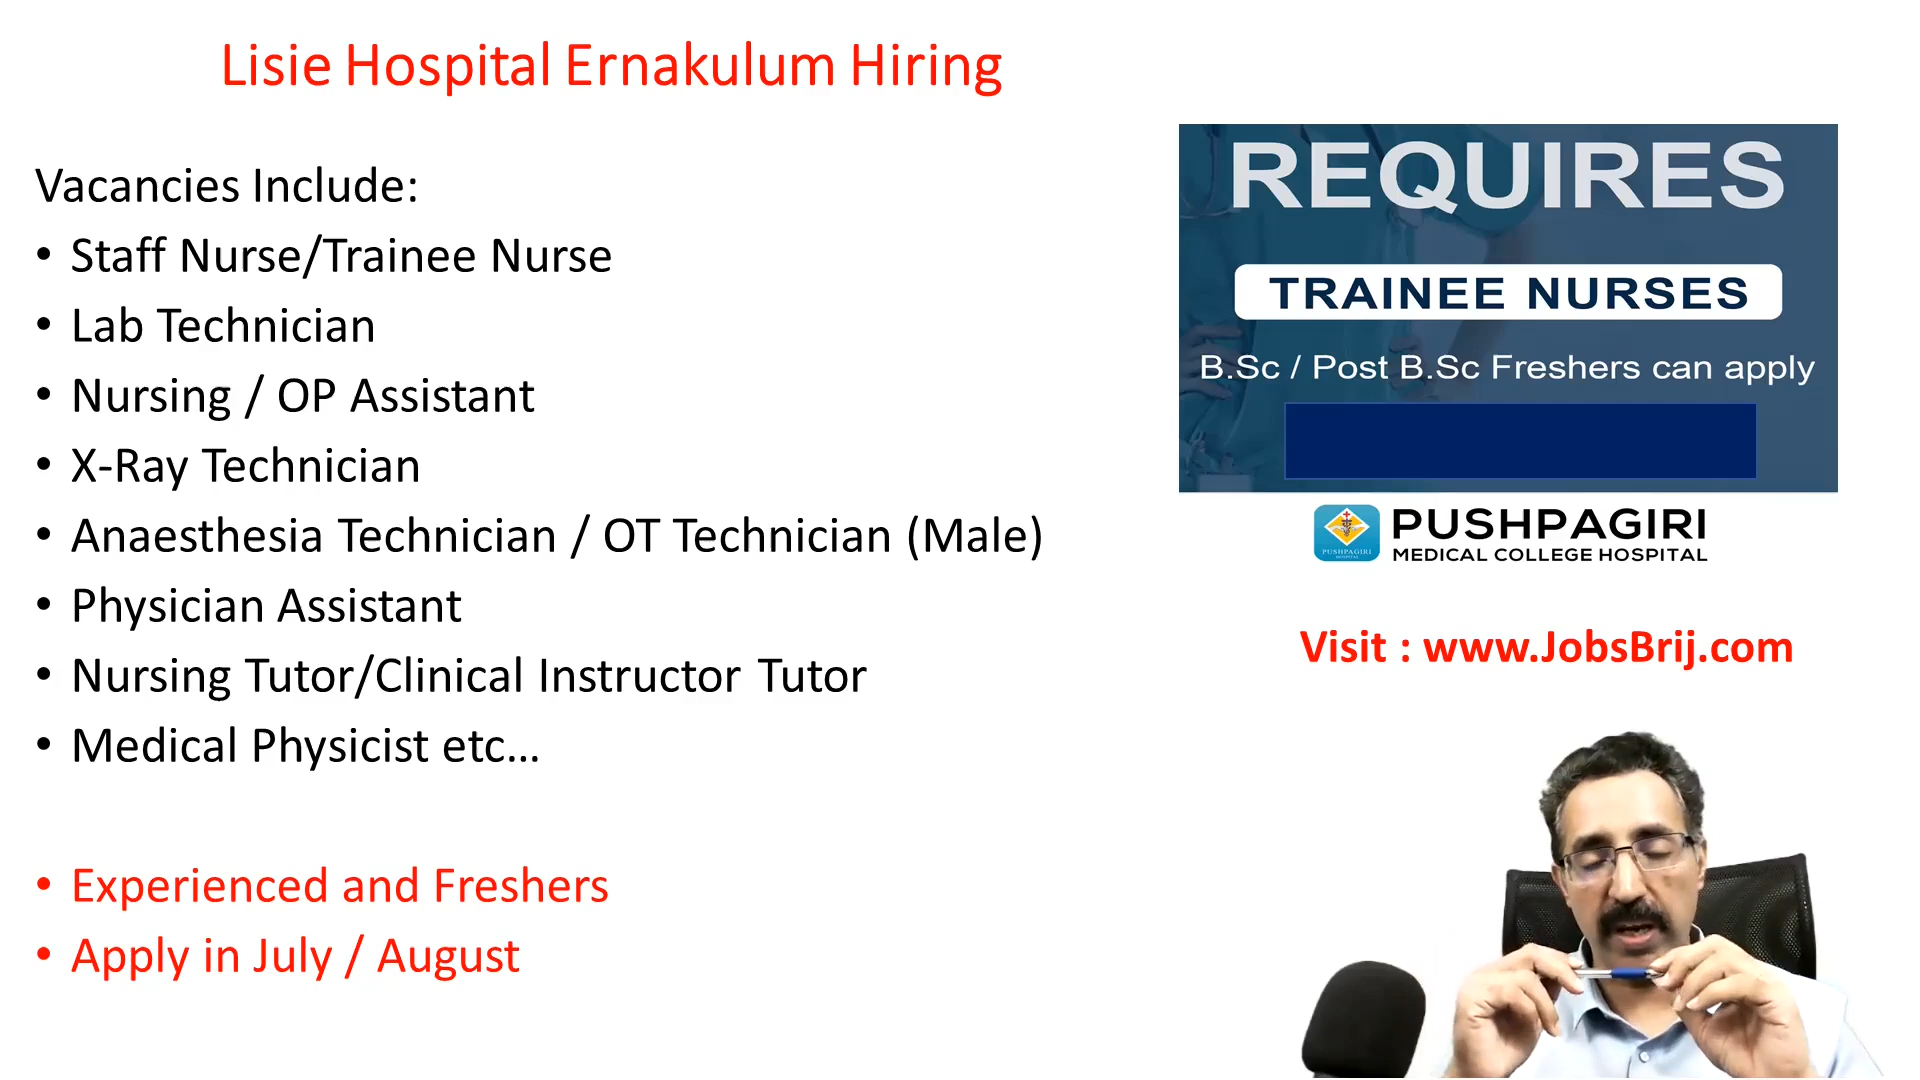 Lisie Hospital Ernakulum Hiring
Vacancies Include:
• Staff Nurse/Trainee Nurse
• Lab Technician
• Nursing / OP Assistant
• X-Ray Technician
• Anaesthesia Technician / OT Technician (Male)
• Physician Assistant
• Nursing Tutor/Clinical Instructor Tutor
• Medical Physicist etc...
• Experienced and Freshers
• Apply in July / August
REQUIRES
TRAINEE NURSES
B.Sc / Post B.Sc Freshers can apply
PUSHPAGIRI
HOSPITAL
PUSHPAGIRI
MEDICAL COLLEGE HOSPITAL
Visit : www.JobsBrij.com